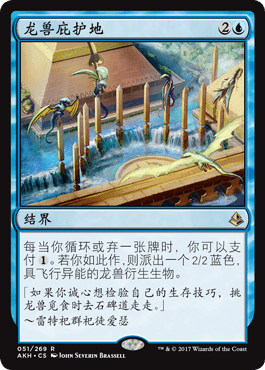 龙兽庇护地 2
结界
每当你循环或弃一张牌时，你可以支
付1。若你如此作，则派出一个2/2蓝色，
具飞行异能的龙兽衍生生物。
「如果你诚心想检验自己的生存技巧，挑
龙兽觅食时去石碑道走走。」
～雷特祀群祀徒爱瑟
051/269 R
AKH • CS JOHN SEVERIN BRASSELL
™ & © 2017 Wizards of the Coast